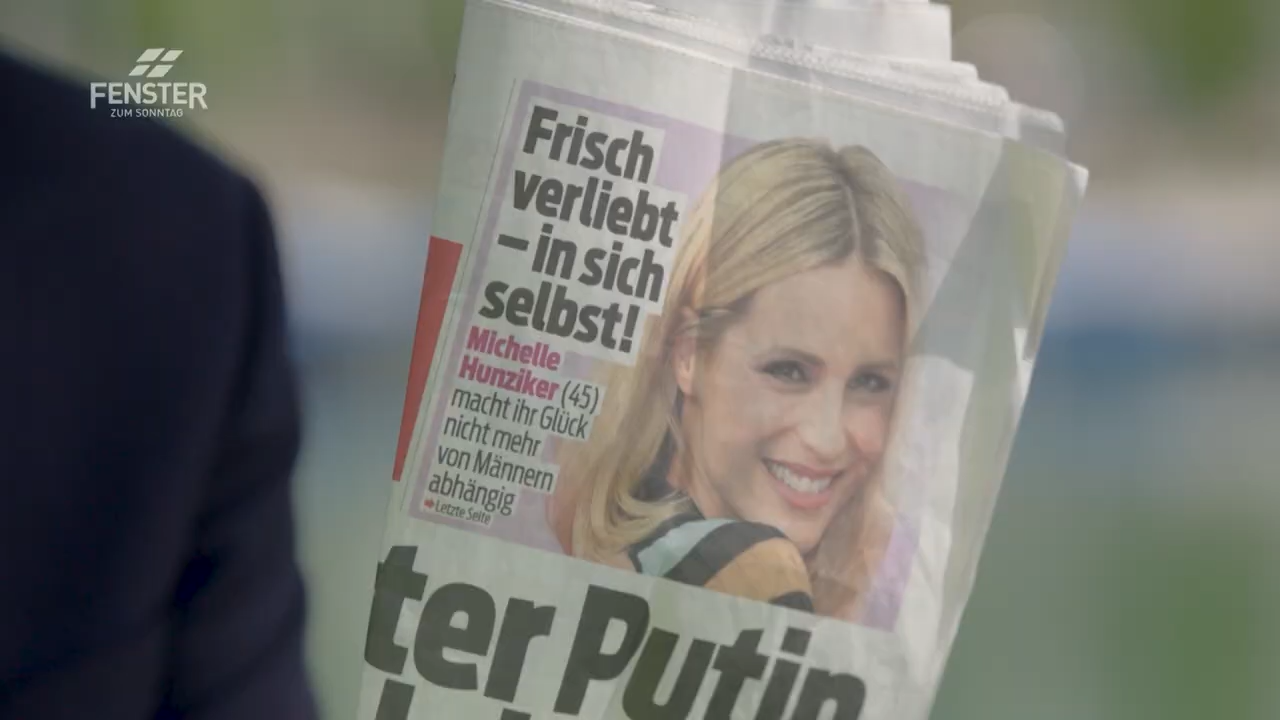 FENSTER
ZUM SONNTAG
Frisch
verliebt
– in sich
selbst!
Michelle
Hunziker (45)
macht ihr Glück
nicht mehr
von Männern
abhängig
➡Letzte Seite
ter Putin